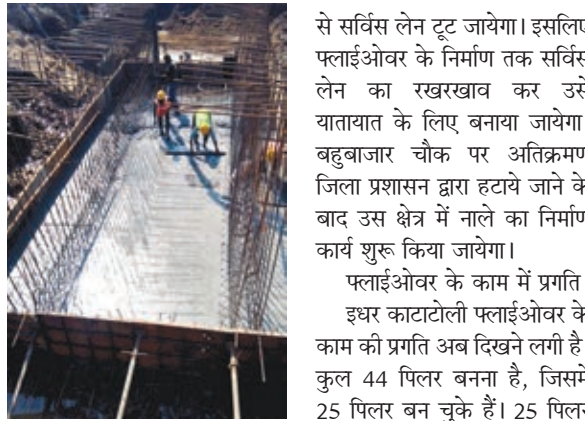 से सर्विस लेन टूट जायेगा। इसलिए
फ्लाईओवर के निर्माण तक सर्विस
लेन का रखरखाव कर उसे
यातायात के लिए बनाया जायेगा
बहुबाजार चौक पर अतिक्रमण
जिला प्रशासन द्वारा हटाये जाने के
बाद उस क्षेत्र में नाले का निर्माण
कार्य शुरू किया जायेगा।
फ्लाईओवर के काम में प्रगति
इधर काटाटोली फ्लाईओवर के
काम की प्रगति अब दिखने लगी है
कुल 44 पिलर बनना है, जिसमें
25 पिलर बन चुके हैं। 25 पिलर